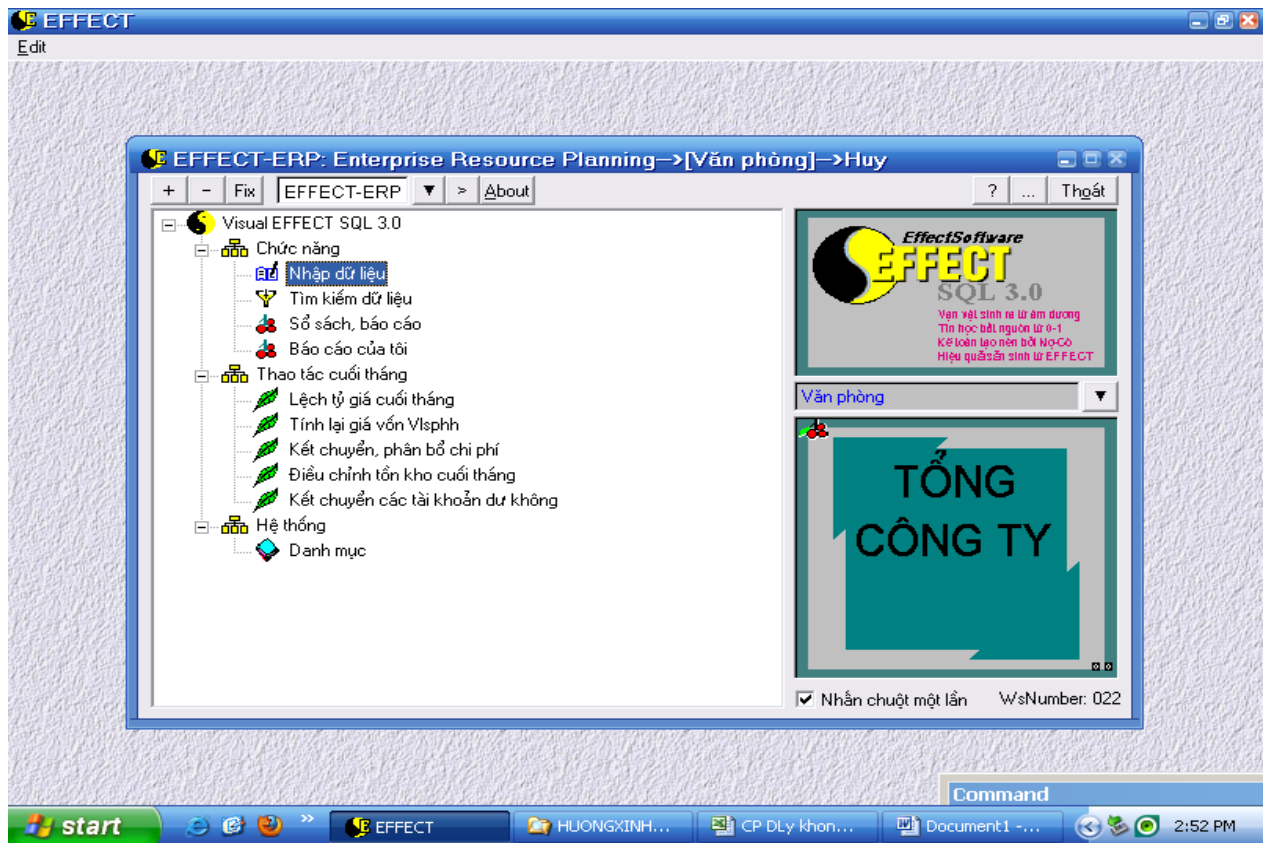 EFFECT
Edit
EFFECT-ERP: Enterprise Resource Planning–>[Văn phòng]–>Huy
+ - Fix EFFECT-ERP ▼ > About ? ... Thoát
Visual EFFECT SQL 3.0
Chức năng
Nhập dữ liệu
Tìm kiếm dữ liệu
Sổ sách, báo cáo
Báo cáo của tôi
Thao tác cuối tháng
Lệch tỷ giá cuối tháng
Tính lại giá vốn Vlsphh
Kết chuyển, phân bổ chi phí
Điều chỉnh tồn kho cuối tháng
Kết chuyển các tài khoản dư không
Hệ thống
Danh mục
EffectSoftware
EFFECT
SQL 3.0
Vạn vật sinh ra từ âm dương
Tin học bắt nguồn từ 0-1
Kế toán tạo nên bởi Nợ-Có
Hiệu quả sản sinh từ EFFECT
Văn phòng
TỔNG
CÔNG TY
Nhấn chuột một lần WsNumber: 022
Command
start EFFECT HUONGXINH... CP DLy khon... Document1 -... 2:52 PM